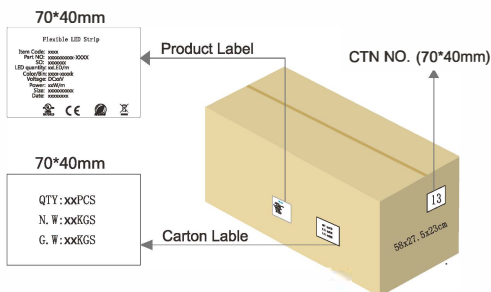 70*40mm
Flexible LED Strip
Item Code: xxxx
Part NO: xxxxxxxxxx-XXXX
SO: xxxxxxx
LED quantity: xxLED/m
Color/Bin: xxxx-xxxxk
Voltage: DCxxV
Power: xxW/m
Size: xxxxxxxxxx
Date: xxxxxxxx
Product Label
CTN NO. (70*40mm)
70*40mm
QTY:xxPCS
N.W:xxKGS
G.W:xxKGS
Carton Lable
13
58x27.5x23cm